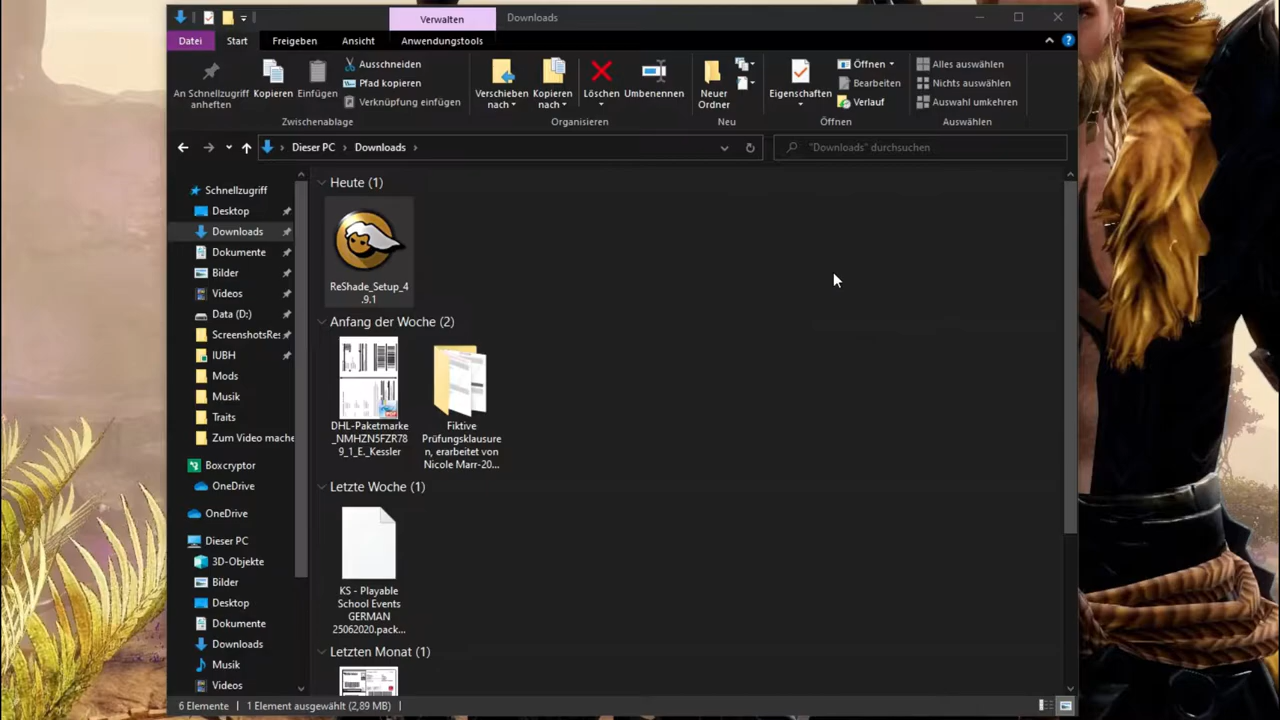 Verwalten
Downloads
Datei
Start
Freigeben
Ansicht
Anwendungstools
An Schnellzugriff
anheften
Kopieren
Einfügen
Ausschneiden
Pfad kopieren
Verknüpfung einfügen
Zwischenablage
Verschieben
nach
Kopieren
nach
Löschen
Umbenennen
Organisieren
Neuer
Ordner
Neu
Eigenschaften
Öffnen
Bearbeiten
Verlauf
Öffnen
Alles auswählen
Nichts auswählen
Auswahl umkehren
Auswählen
Dieser PC
Downloads
"Downloads" durchsuchen
Schnellzugriff
Desktop
Downloads
Dokumente
Bilder
Videos
Data (D:)
ScreenshotsRes
IUBH
Mods
Musik
Traits
Zum Video mache
Boxcryptor
OneDrive
OneDrive
Dieser PC
3D-Objekte
Bilder
Desktop
Dokumente
Downloads
Musik
Videos
Heute (1)
ReShade_Setup_4
.9.1
Anfang der Woche (2)
DHL-Paketmarke
_NMHZN5FZR78
9_1_E._Kessler
Fiktive
Prüfungsklausure
n, erarbeitet von
Nicole Marr-20...
Letzte Woche (1)
KS - Playable
School Events
GERMAN
25062020.pack...
Letzten Monat (1)
6 Elemente
1 Element ausgewählt (2,89 MB)